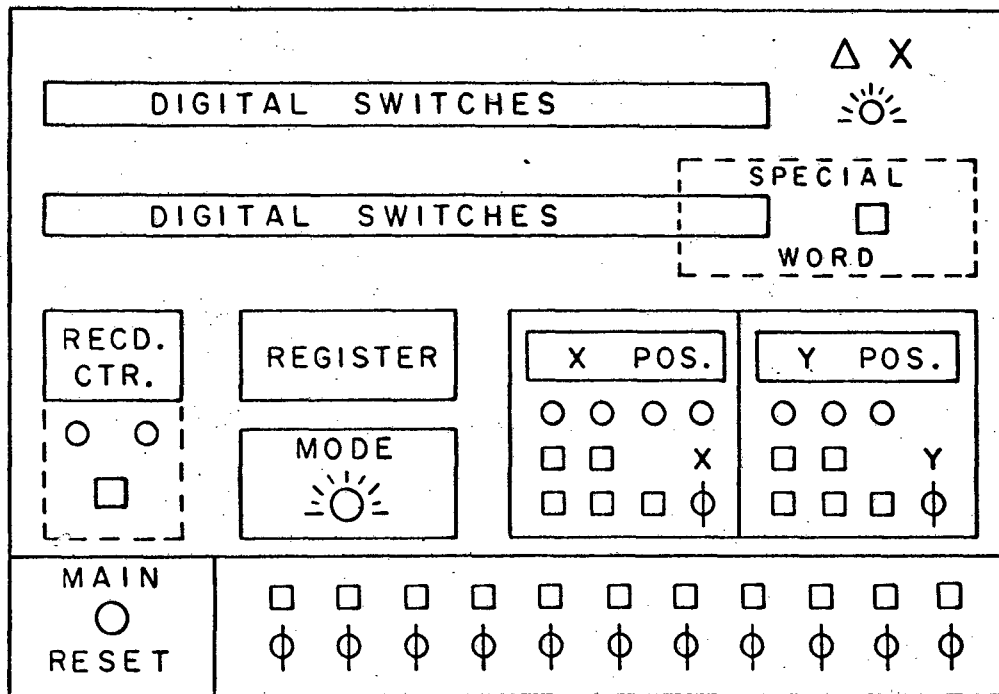 Δ X
DIGITAL SWITCHES
SPECIAL
DIGITAL SWITCHES
WORD
RECD.
CTR.
REGISTER
X POS.
Y POS.
MODE
X
Y
MAIN
RESET